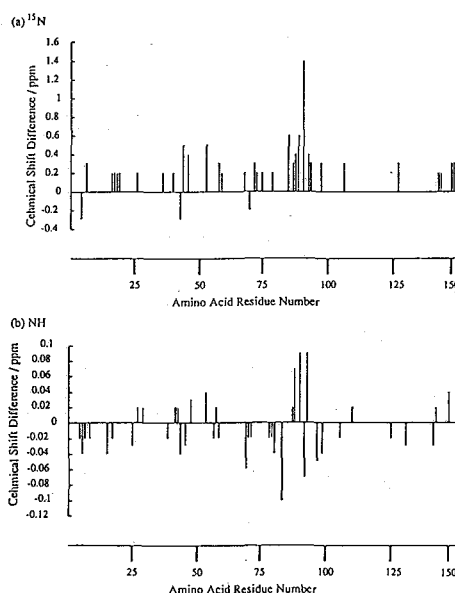 (a) ¹⁵N
1.6
1.4
1.2
1
0.8
0.6
0.4
0.2
0
-0.2
-0.4
Cehmical Shift Difference / ppm
25 50 75 100 125 150
Amino Acid Residue Number
(b) NH
0.1
0.08
0.06
0.04
0.02
0
-0.02
-0.04
-0.06
-0.08
-0.1
-0.12
Cehmical Shift Difference / ppm
25 50 75 100 125 150
Amino Acid Residue Number